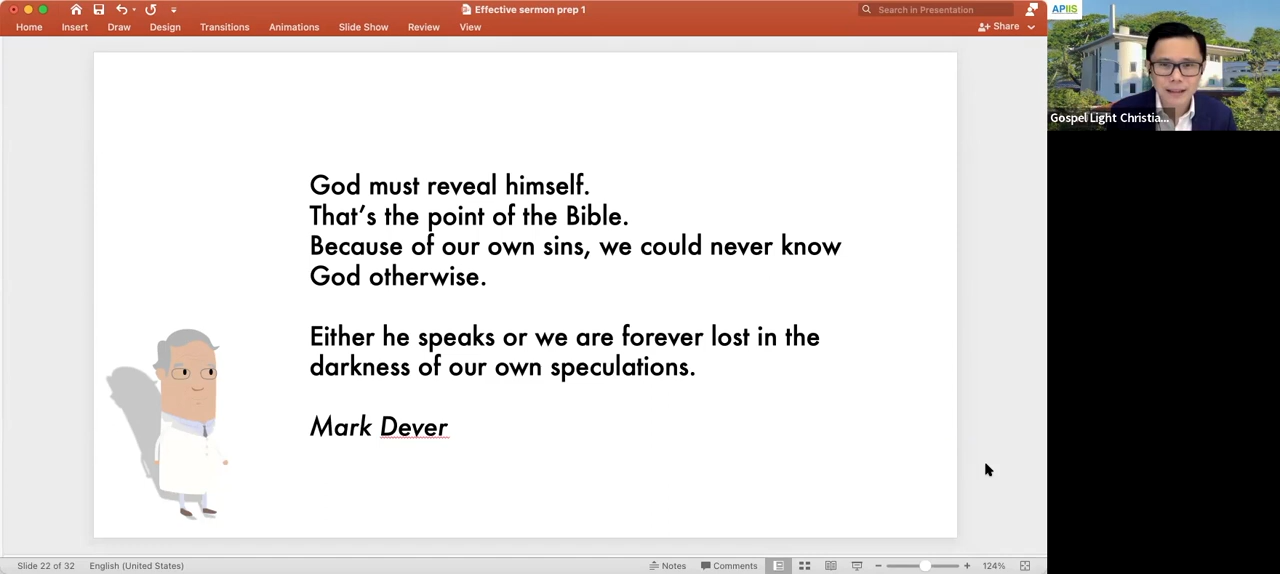 Effective sermon prep 1
Search in Presentation
Home Insert Draw Design Transitions Animations Slide Show Review View
Share
APIIS
Gospel Light Christia...
God must reveal himself.
That's the point of the Bible.
Because of our own sins, we could never know
God otherwise.
Either he speaks or we are forever lost in the
darkness of our own speculations.
Mark Dever
Slide 22 of 32 English (United States) Notes Comments 124%